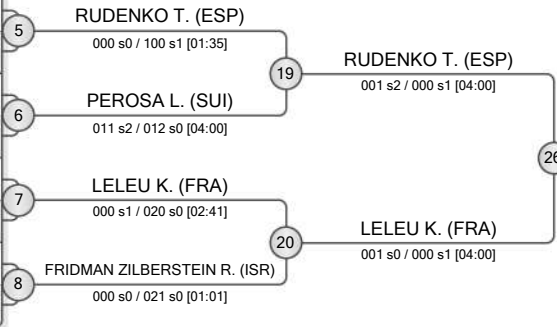 5
RUDENKO T. (ESP)
000 s0 / 100 s1 [01:35]
19
RUDENKO T. (ESP)
001 s2 / 000 s1 [04:00]
6
PEROSA L. (SUI)
011 s2 / 012 s0 [04:00]
26
7
LELEU K. (FRA)
000 s1 / 020 s0 [02:41]
20
LELEU K. (FRA)
001 s0 / 000 s1 [04:00]
8
FRIDMAN ZILBERSTEIN R. (ISR)
000 s0 / 021 s0 [01:01]